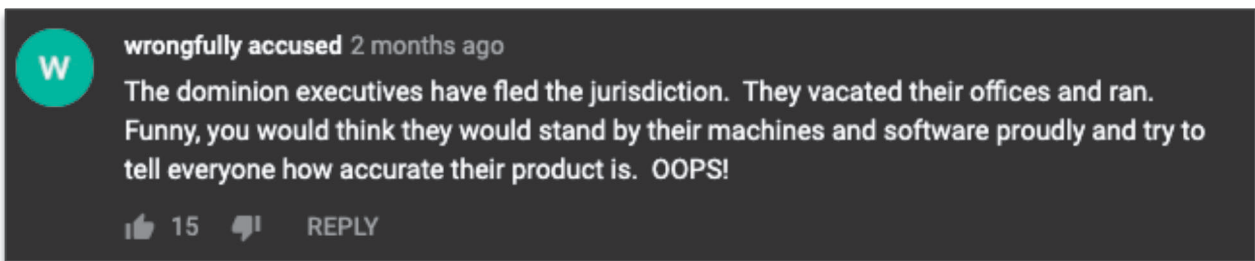 W
wrongfully accused 2 months ago
The dominion executives have fled the jurisdiction.  They vacated their offices and ran.
Funny, you would think they would stand by their machines and software proudly and try to
tell everyone how accurate their product is.  OOPS!
15 REPLY